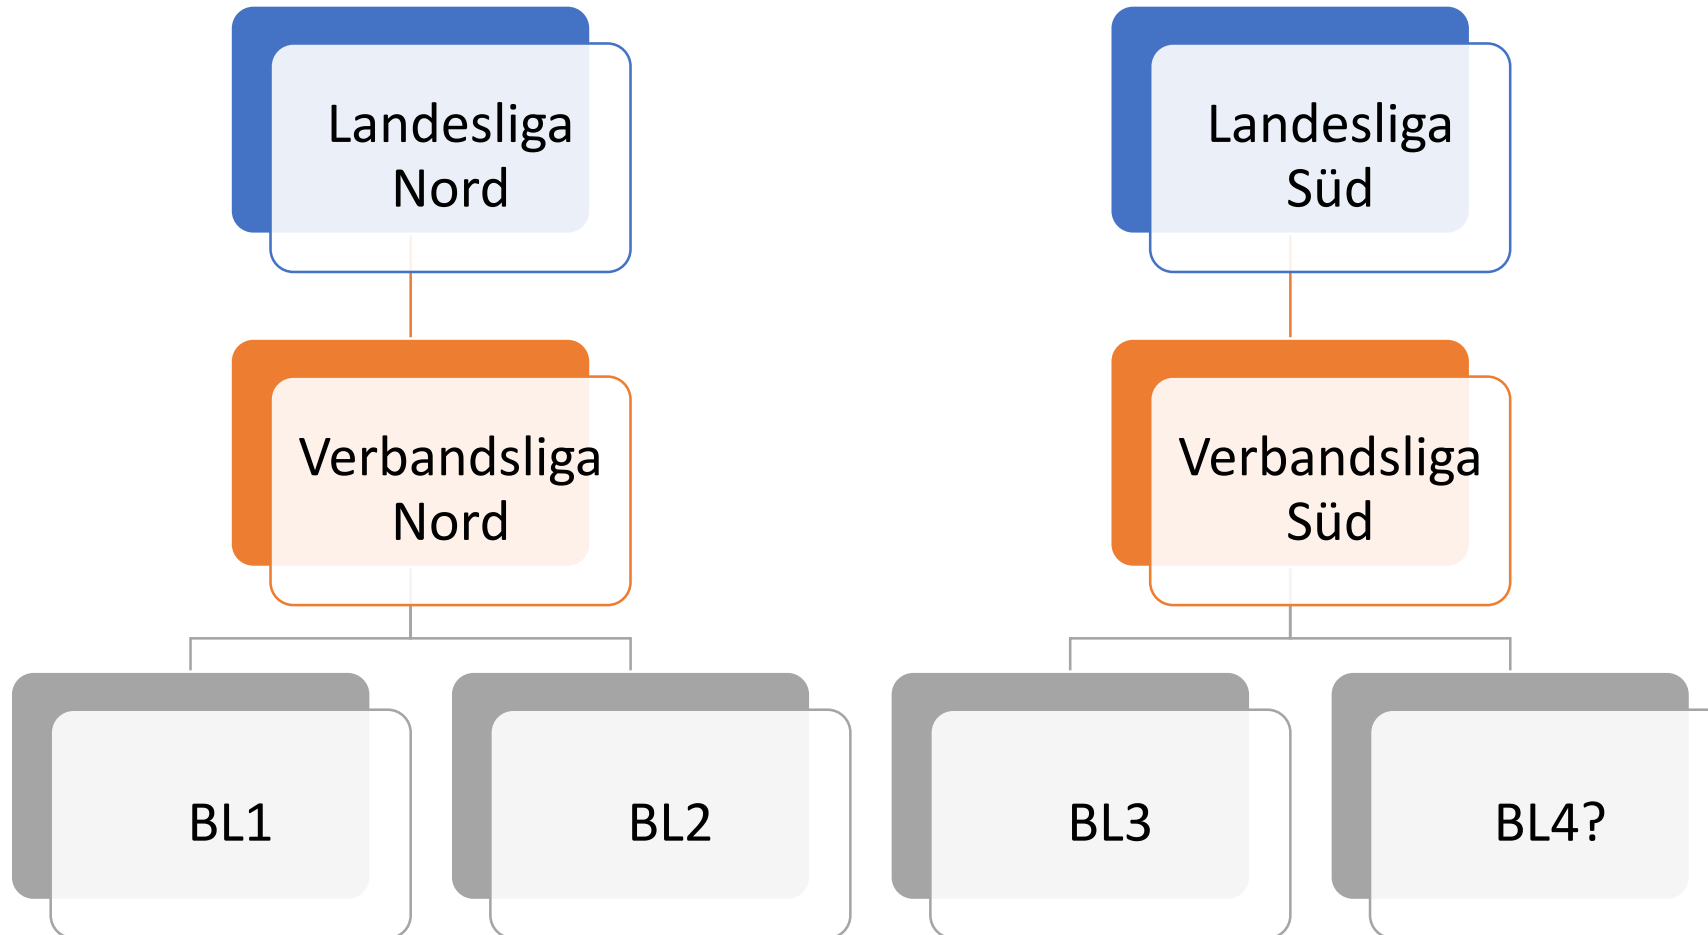 Landesliga
Nord
Landesliga
Süd
Verbandsliga
Nord
Verbandsliga
Süd
BL1
BL2
BL3
BL4?